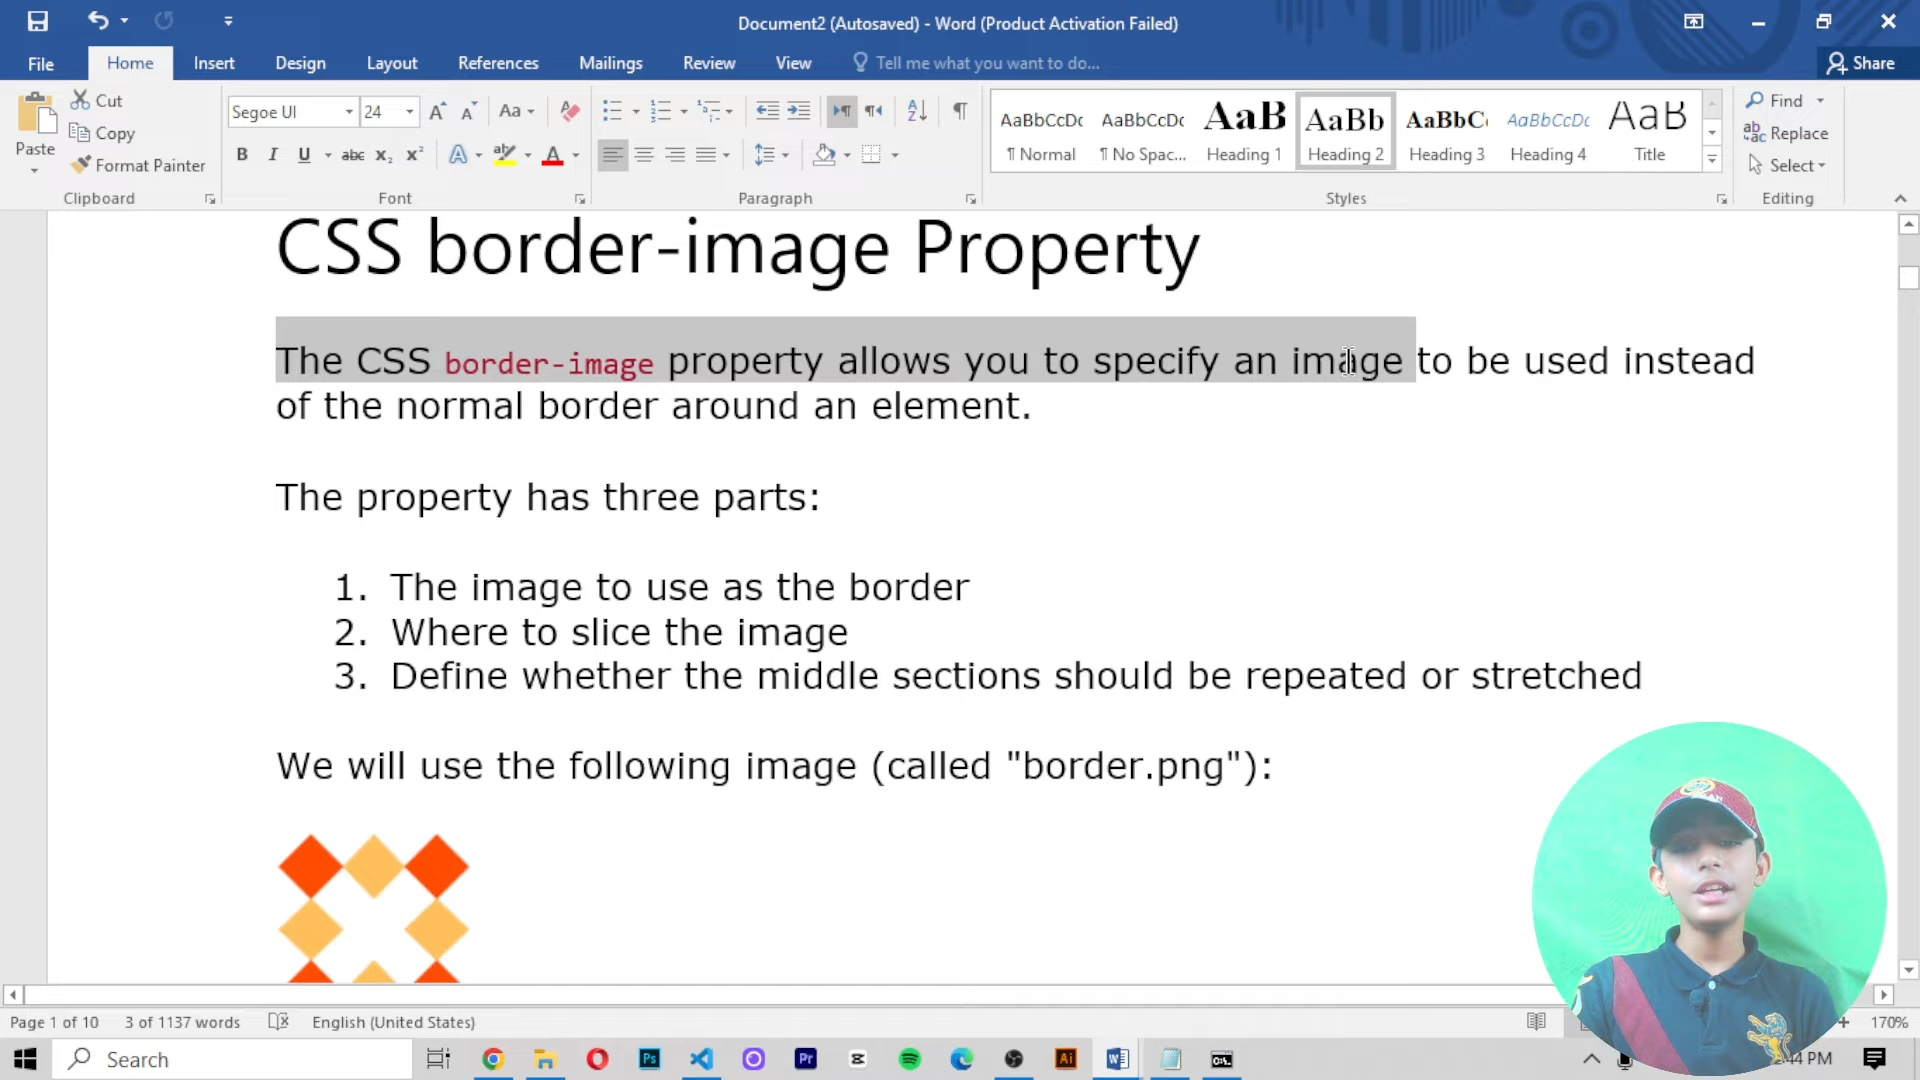 Document2 (Autosaved) - Word (Product Activation Failed)
File Home Insert Design Layout References Mailings Review View Tell me what you want to do... Share
Paste Cut
Copy
Format Painter
Clipboard
Segoe UI 24
Font
Paragraph
AaBbCcDc AaBbCcDc AaB AaBb AaBbC AaBbCcDc AaB
¶ Normal ¶ No Spac... Heading 1 Heading 2 Heading 3 Heading 4 Title
Styles
Find
Replace
Select
Editing
CSS border-image Property
The CSS border-image property allows you to specify an image to be used instead
of the normal border around an element.
The property has three parts:
1. The image to use as the border
2. Where to slice the image
3. Define whether the middle sections should be repeated or stretched
We will use the following image (called "border.png"):
Page 1 of 10 3 of 1137 words English (United States) 170%
Search
:44 PM